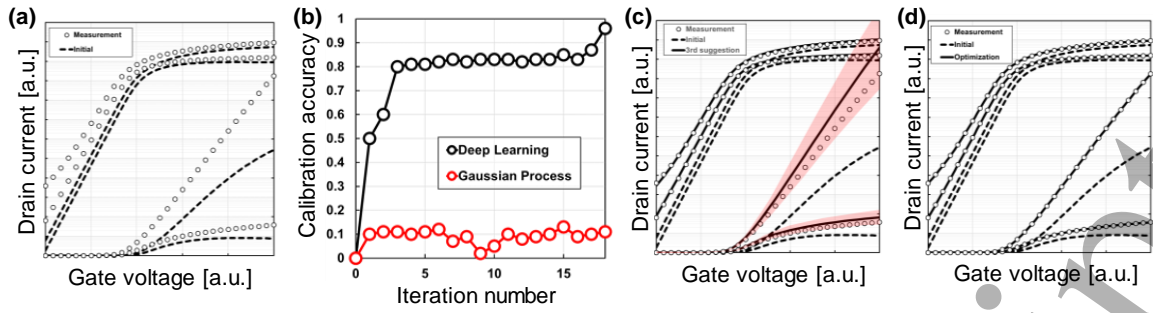 (a)
Measurement
Initial
Drain current [a.u.]
Gate voltage [a.u.]
(b)
1
0.9
0.8
0.7
0.6
0.5
0.4
0.3
0.2
0.1
0
0 5 10 15
Deep Learning
Gaussian Process
Calibration accuracy
Iteration number
(c)
Measurement
Initial
3rd suggestion
Drain current [a.u.]
Gate voltage [a.u.]
(d)
Measurement
Initial
Optimization
Drain current [a.u.]
Gate voltage [a.u.]